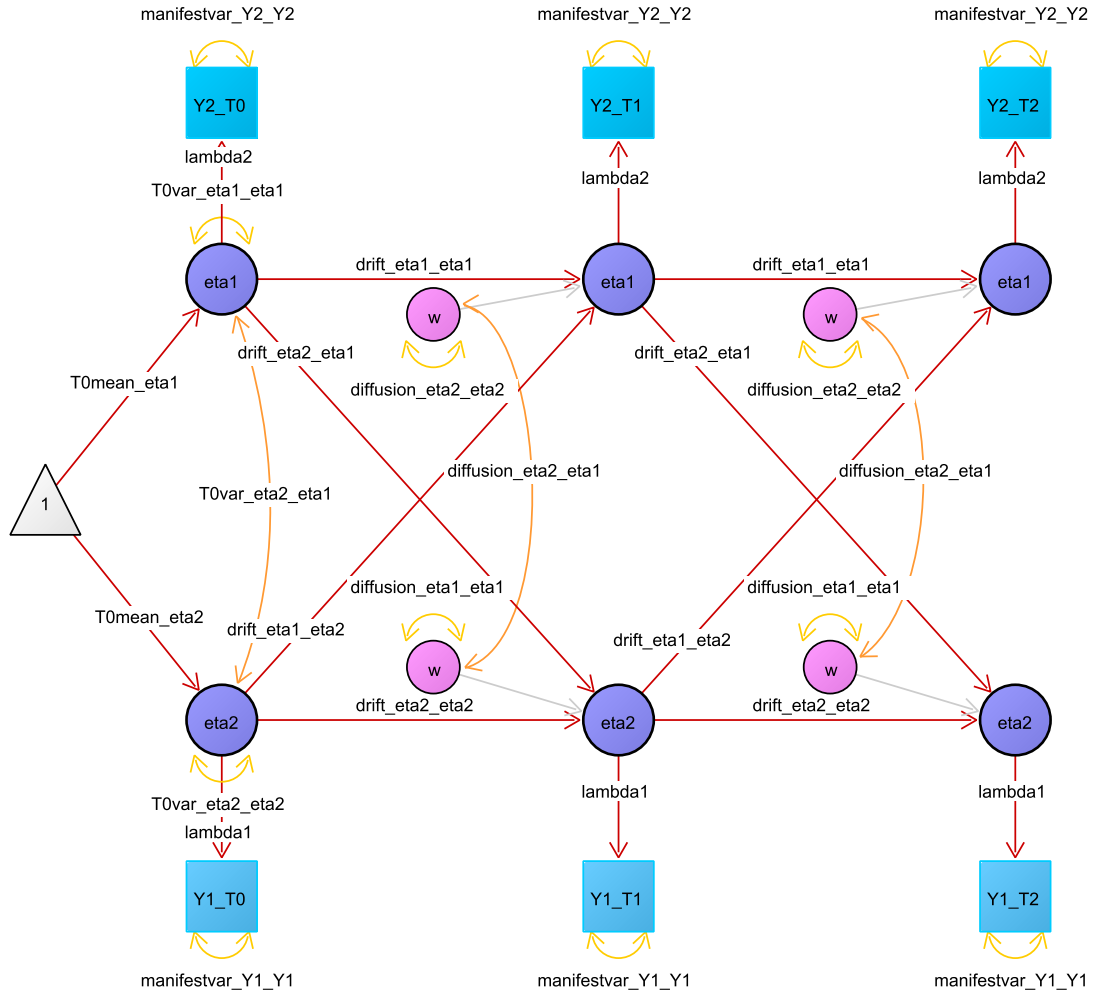 manifestvar_Y2_Y2
manifestvar_Y2_Y2
manifestvar_Y2_Y2
Y2_T0
Y2_T1
Y2_T2
lambda2
lambda2
lambda2
T0var_eta1_eta1
drift_eta1_eta1
drift_eta1_eta1
eta1
eta1
eta1
w
w
drift_eta2_eta1
drift_eta2_eta1
T0mean_eta1
diffusion_eta2_eta2
diffusion_eta2_eta2
diffusion_eta2_eta1
diffusion_eta2_eta1
T0var_eta2_eta1
1
diffusion_eta1_eta1
diffusion_eta1_eta1
T0mean_eta2
drift_eta1_eta2
drift_eta1_eta2
w
w
drift_eta2_eta2
drift_eta2_eta2
eta2
eta2
eta2
lambda1
lambda1
T0var_eta2_eta2
lambda1
Y1_T0
Y1_T1
Y1_T2
manifestvar_Y1_Y1
manifestvar_Y1_Y1
manifestvar_Y1_Y1